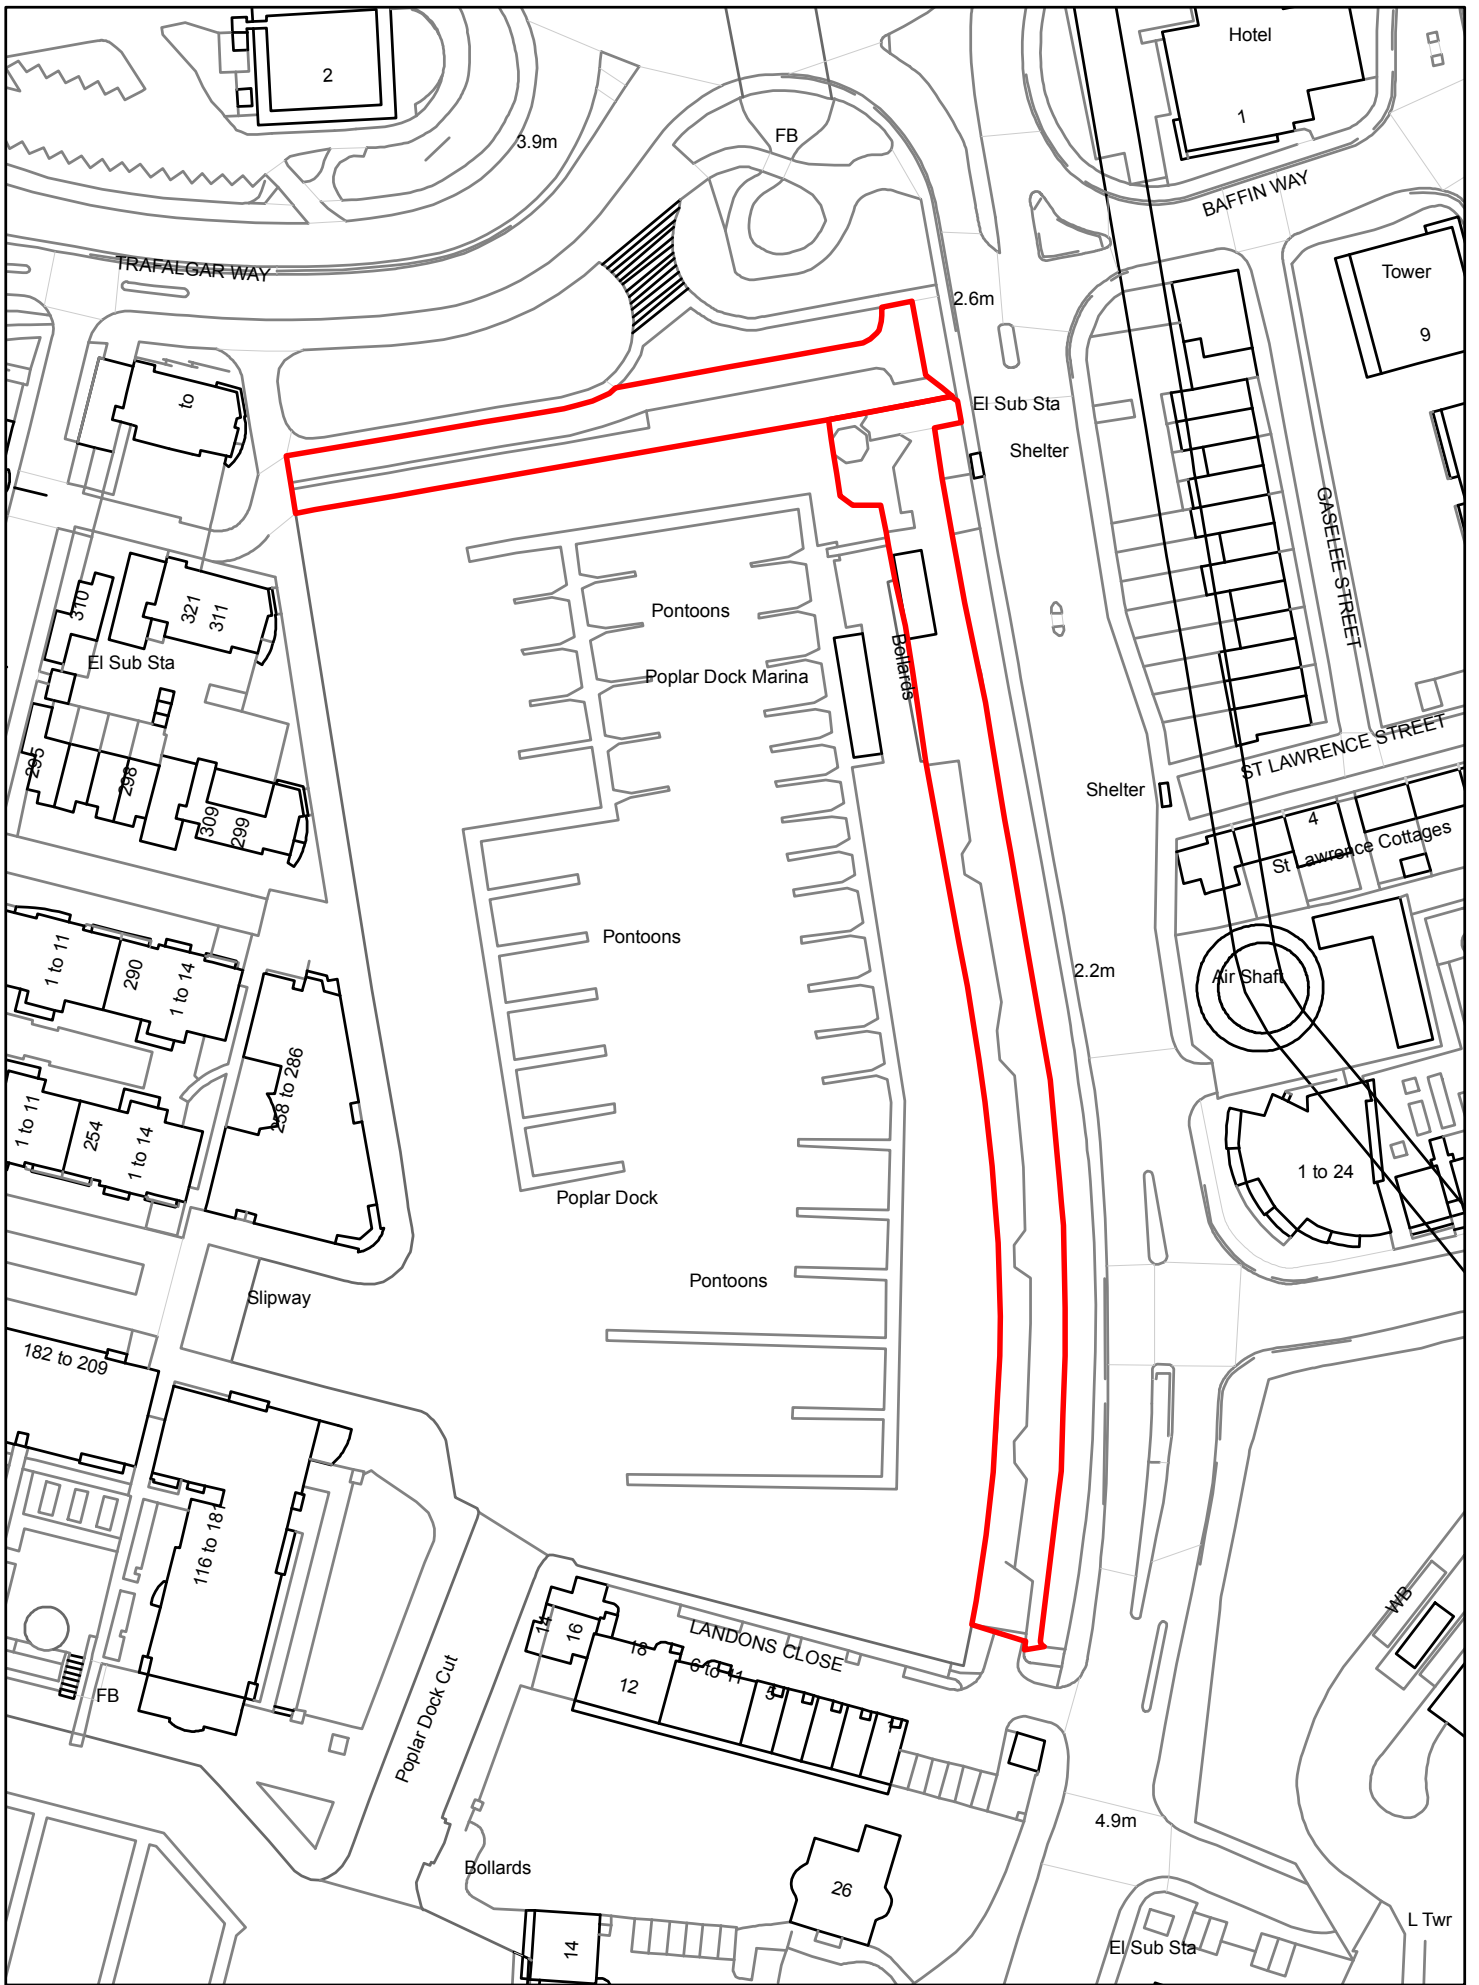 Hotel
2
1
3.9m
FB
BAFFIN WAY
TRAFALGAR WAY
Tower
2.6m
9
to
El Sub Sta
Shelter
GASELEE STREET
310
321
311
Pontoons
El Sub Sta
Poplar Dock Marina
Bollards
ST LAWRENCE STREET
295
298
309
299
Shelter
4
St awrence Cottages
1 to 11
290
1 to 14
Pontoons
2.2m
Air Shaft
258 to 286
1 to 11
254
1 to 14
1 to 24
Poplar Dock
Pontoons
Slipway
182 to 209
116 to 181
WB
14
16
18
LANDONS CLOSE
6 to 11
12
5
1
FB
Poplar Dock Cut
4.9m
Bollards
26
14
El Sub Sta
L Twr